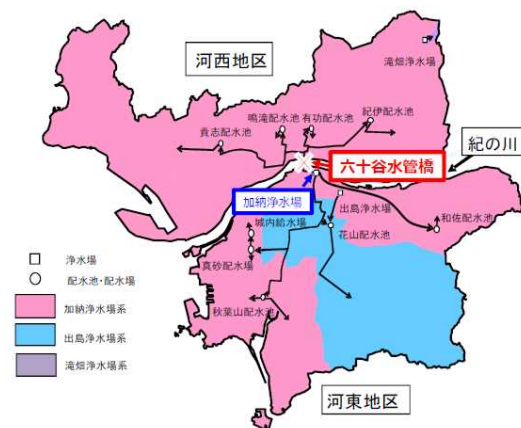 滝畑浄水場
河西地区
鳴滝配水池
有功配水池
紀伊配水池
貴志配水池
紀の川
六十谷水管橋
加納浄水場
出島浄水場
和佐配水池
城内給水場
花山配水池
真砂配水場
秋葉山配水池
浄水場
配水池・配水場
加納浄水場系
出島浄水場系
滝畑浄水場系
河東地区